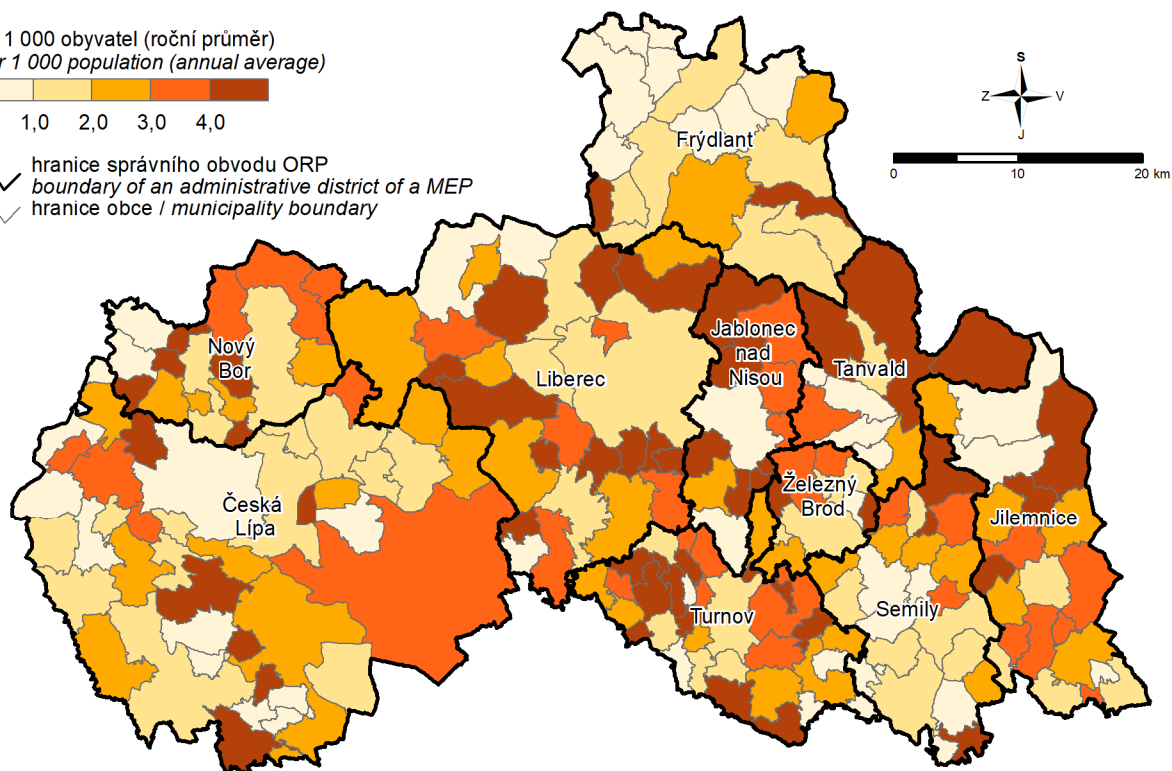 1 000 obyvatel (roční průměr)
r 1 000 population (annual average)
1,0 2,0 3,0 4,0
hranice správního obvodu ORP
boundary of an administrative district of a MEP
hranice obce / municipality boundary
S
Z V
J
0 10 20 km
Frýdlant
Nový
Bor
Liberec
Jablonec
nad
Nisou
Tanvald
Česká
Lípa
Železný
Brod
Jilemnice
Turnov
Semily